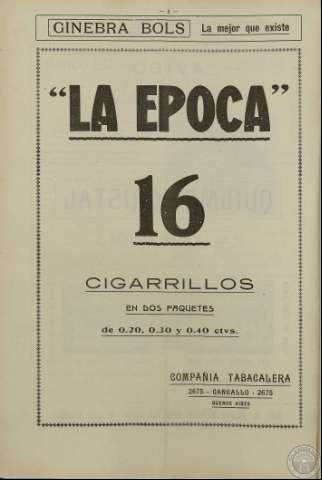 — 3 —
GINEBRA BOLS La mejor que existe
"LA EPOCA"
16
CIGARRILLOS
EN DOS PAQUETES
de 0.20, 0.30 y 0.40 ctvs.
COMPAÑIA TABACALERA
2675 - CANGALLO - 2675
BUENOS AIRES